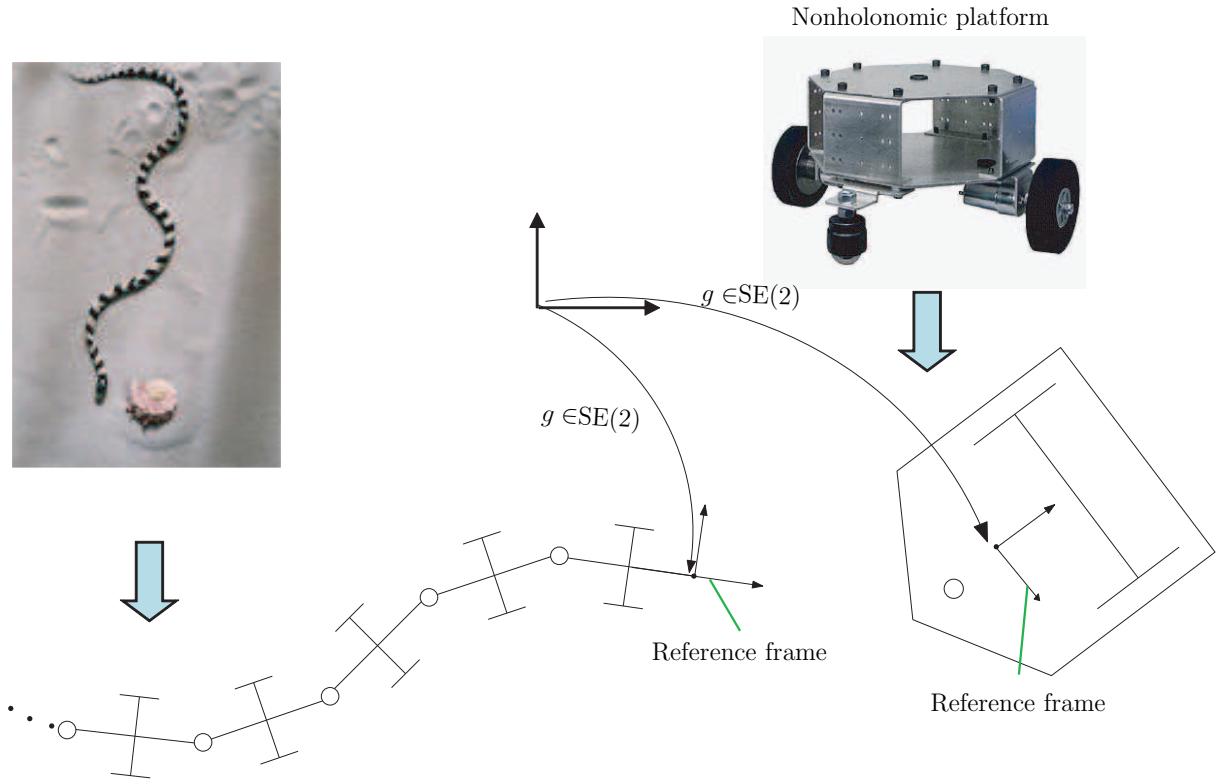 Nonholonomic platform
g ∈SE(2)
g ∈SE(2)
Reference frame
Reference frame